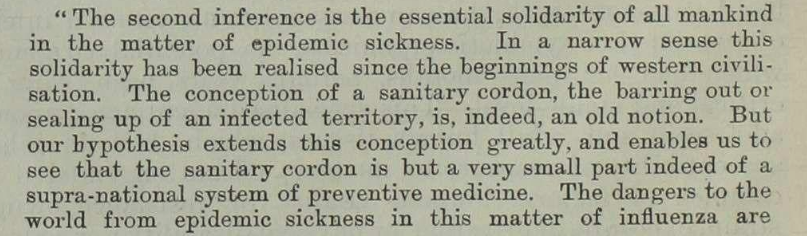 “ The second inference is the essential solidarity of all mankind
in the matter of epidemic sickness. In a narrow sense this
solidarity has been realised since the beginnings of western civili-
sation. The conception of a sanitary cordon, the barring out or
sealing up of an infected territory, is, indeed, an old notion. But
our hypothesis extends this conception greatly, and enables us to
see that the sanitary cordon is but a very small part indeed of a
supra-national system of preventive medicine. The dangers to the
world from epidemic sickness in this matter of influenza are